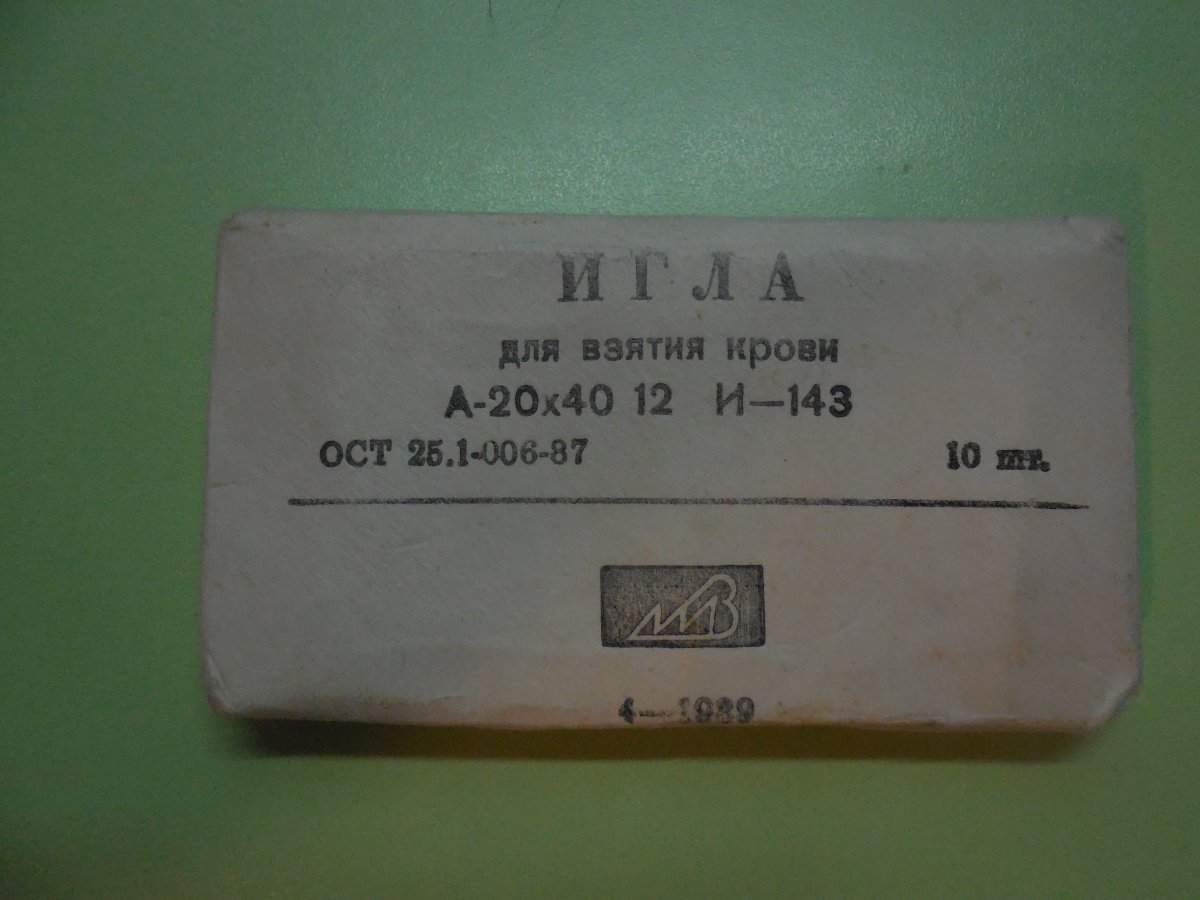 ИГЛА
для взятия крови
А-20х40 12 И—143
ОСТ 25.1-006-87 10 шт.
4—1989